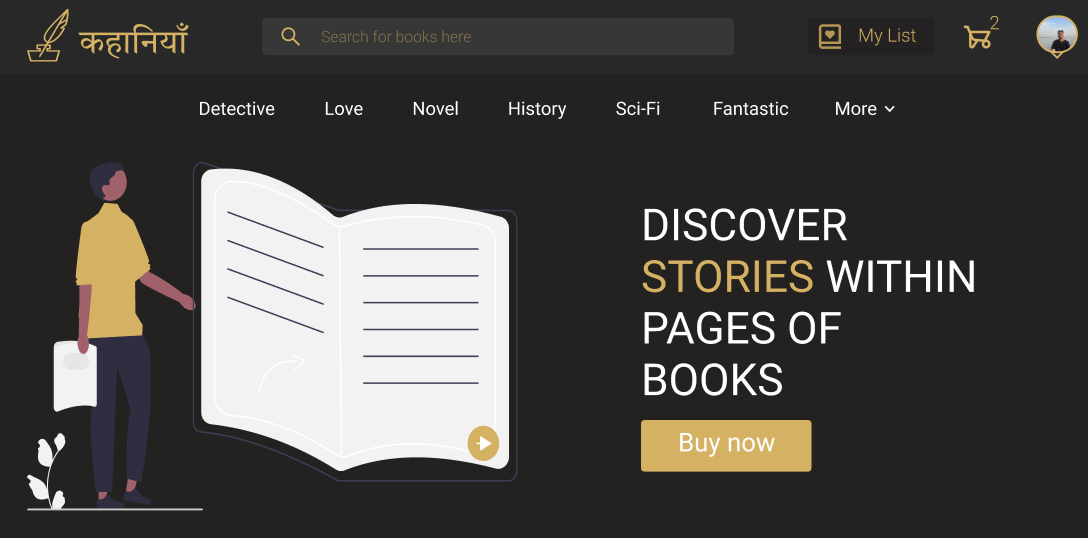 कहानियाँ
Search for books here
My List
2
Detective Love Novel History Sci-Fi Fantastic More
DISCOVER
STORIES WITHIN
PAGES OF
BOOKS
Buy now